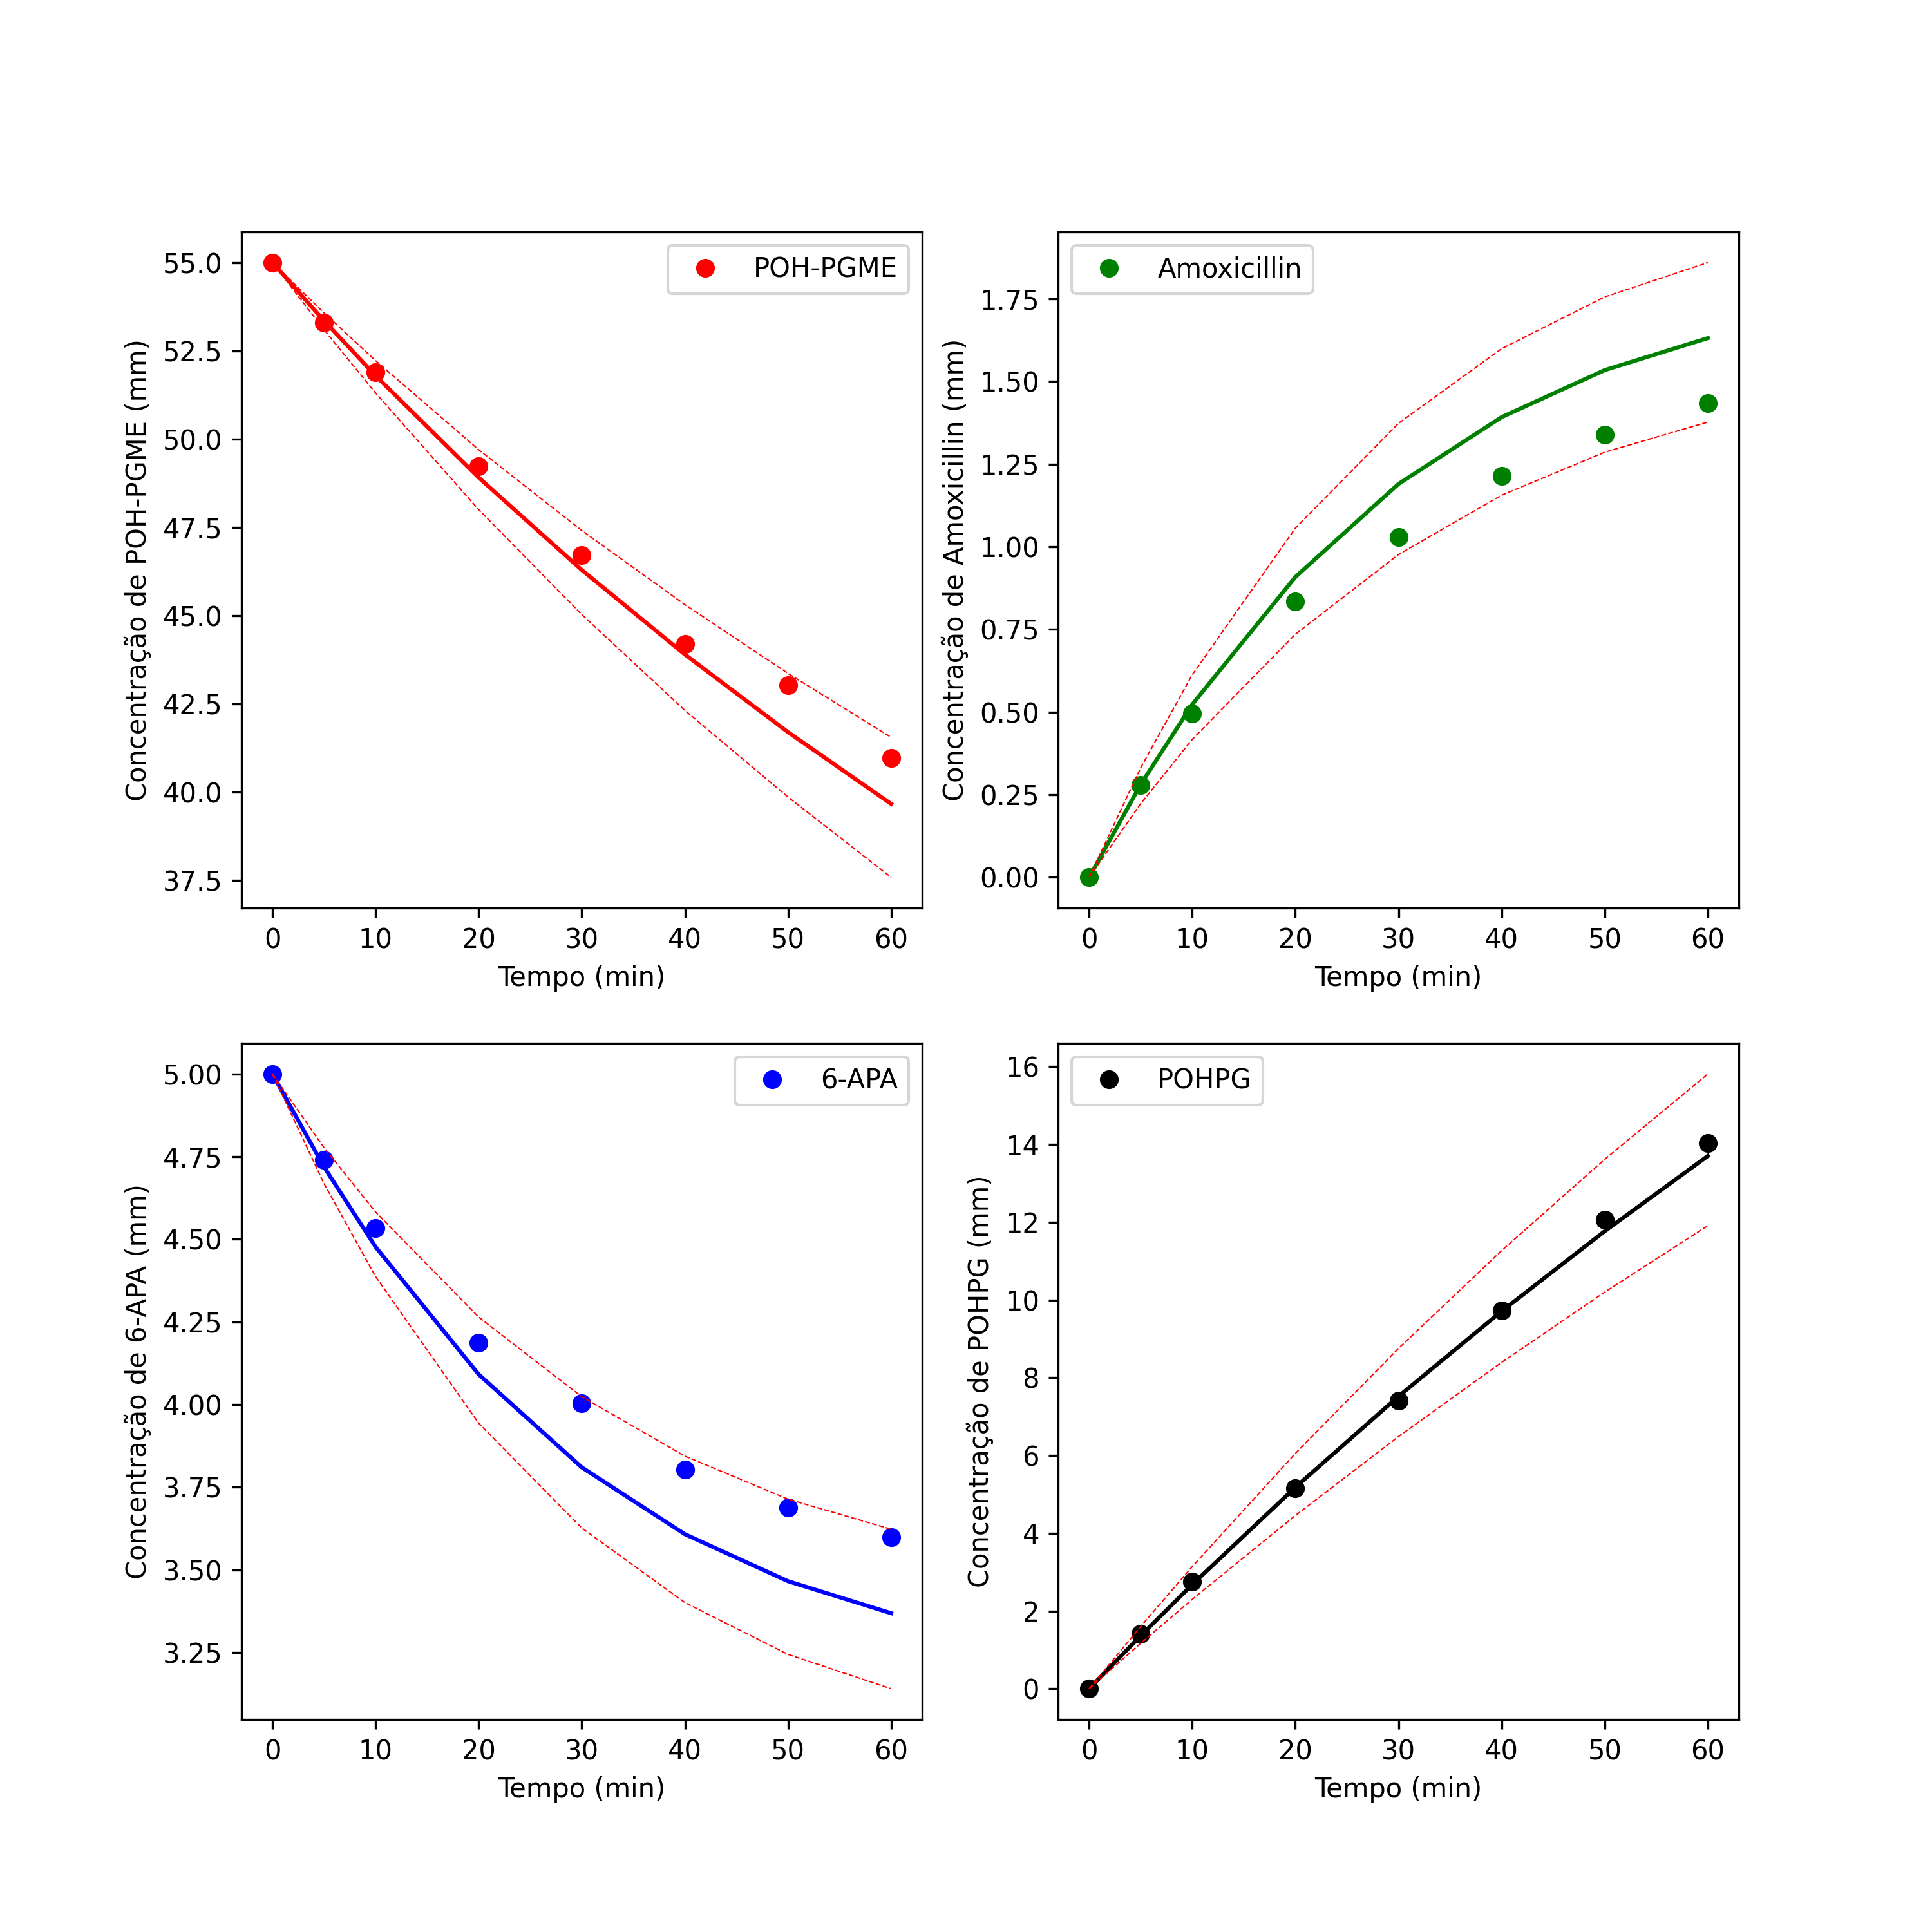 Concentração de POH-PGME (mm)
55.0
52.5
50.0
47.5
45.0
42.5
40.0
37.5
POH-PGME
0 10 20 30 40 50 60
Tempo (min)
Concentração de Amoxicillin (mm)
1.75
1.50
1.25
1.00
0.75
0.50
0.25
0.00
Amoxicillin
0 10 20 30 40 50 60
Tempo (min)
Concentração de 6-APA (mm)
5.00
4.75
4.50
4.25
4.00
3.75
3.50
3.25
6-APA
0 10 20 30 40 50 60
Tempo (min)
Concentração de POHPG (mm)
16
14
12
10
8
6
4
2
0
POHPG
0 10 20 30 40 50 60
Tempo (min)